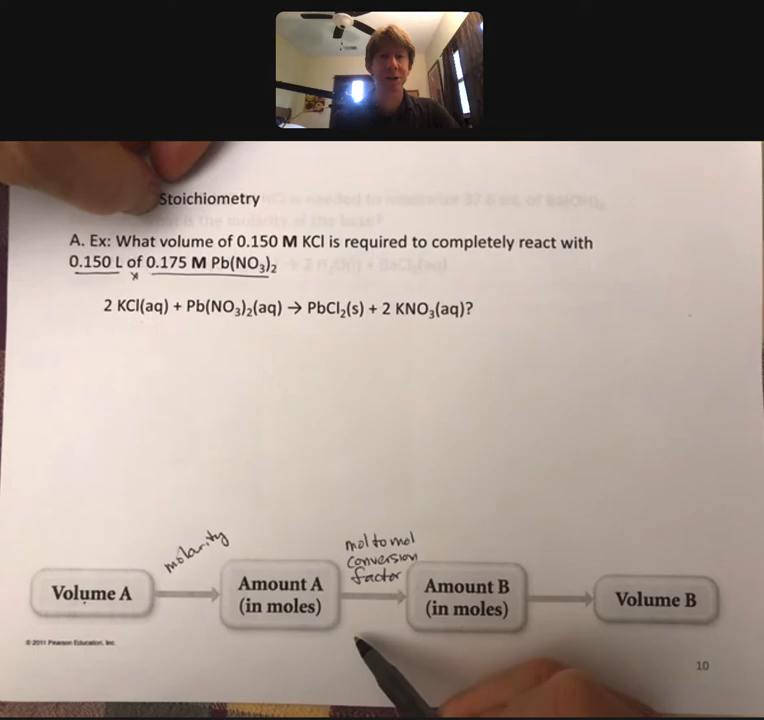 Stoichiometry
A. Ex: What volume of 0.150 M KCl is required to completely react with
0.150 L of 0.175 M Pb(NO₃)₂
x
2 KCl(aq) + Pb(NO₃)₂(aq) → PbCl₂(s) + 2 KNO₃(aq)?
molarity
mol to mol
conversion
factor
Volume A
Amount A
(in moles)
Amount B
(in moles)
Volume B
© 2011 Pearson Education, Inc.
10